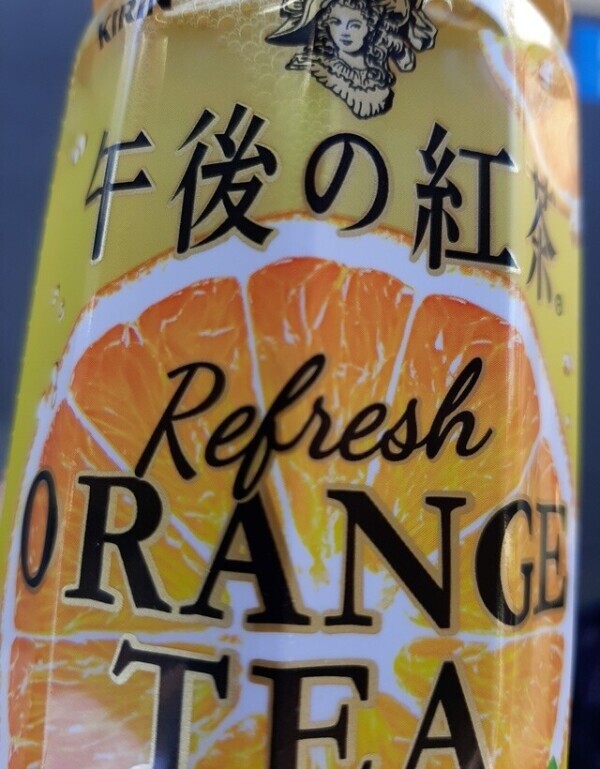 KIRIN
午後の紅茶®
Refresh
ORANGE
TEA